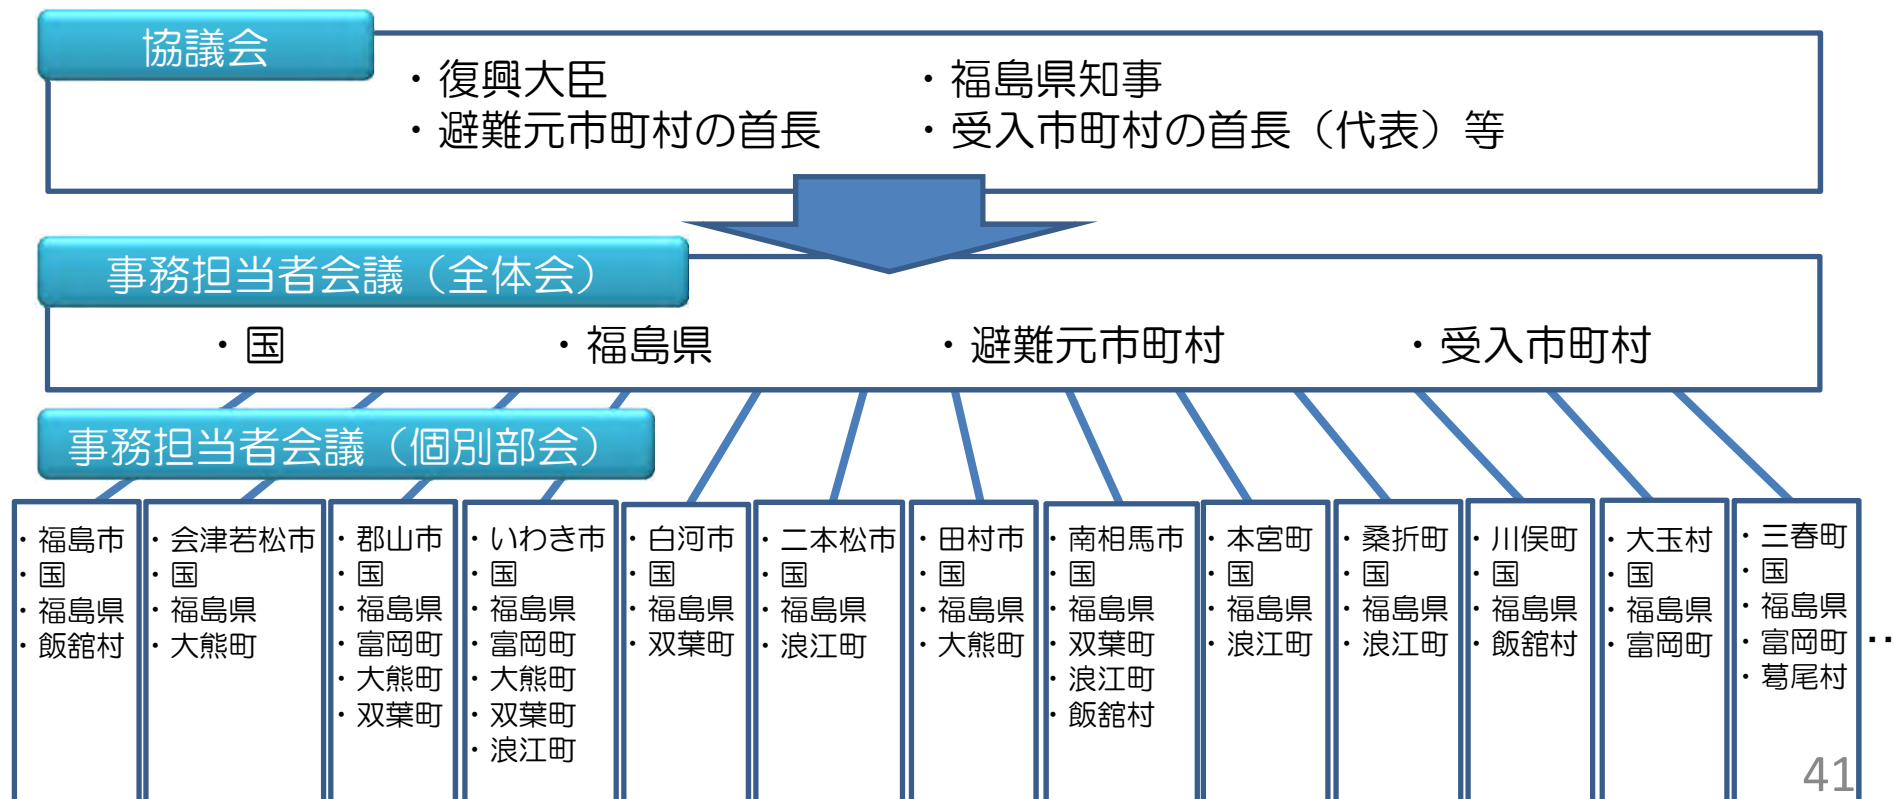 協議会
・復興大臣 ・福島県知事
・避難元市町村の首長 ・受入市町村の首長（代表）等
事務担当者会議（全体会）
・国 ・福島県 ・避難元市町村 ・受入市町村
事務担当者会議（個別部会）
・福島市
・国
・福島県
・飯舘村
・会津若松市
・国
・福島県
・大熊町
・郡山市
・国
・福島県
・富岡町
・大熊町
・双葉町
・いわき市
・国
・福島県
・富岡町
・大熊町
・双葉町
・浪江町
・白河市
・国
・福島県
・双葉町
・二本松市
・国
・福島県
・浪江町
・田村市
・国
・福島県
・大熊町
・南相馬市
・国
・福島県
・双葉町
・浪江町
・飯舘村
・本宮町
・国
・福島県
・浪江町
・桑折町
・国
・福島県
・浪江町
・川俣町
・国
・福島県
・飯舘村
・大玉村
・国
・福島県
・富岡町
・三春町
・国
・福島県
・富岡町
・葛尾村
‥
41